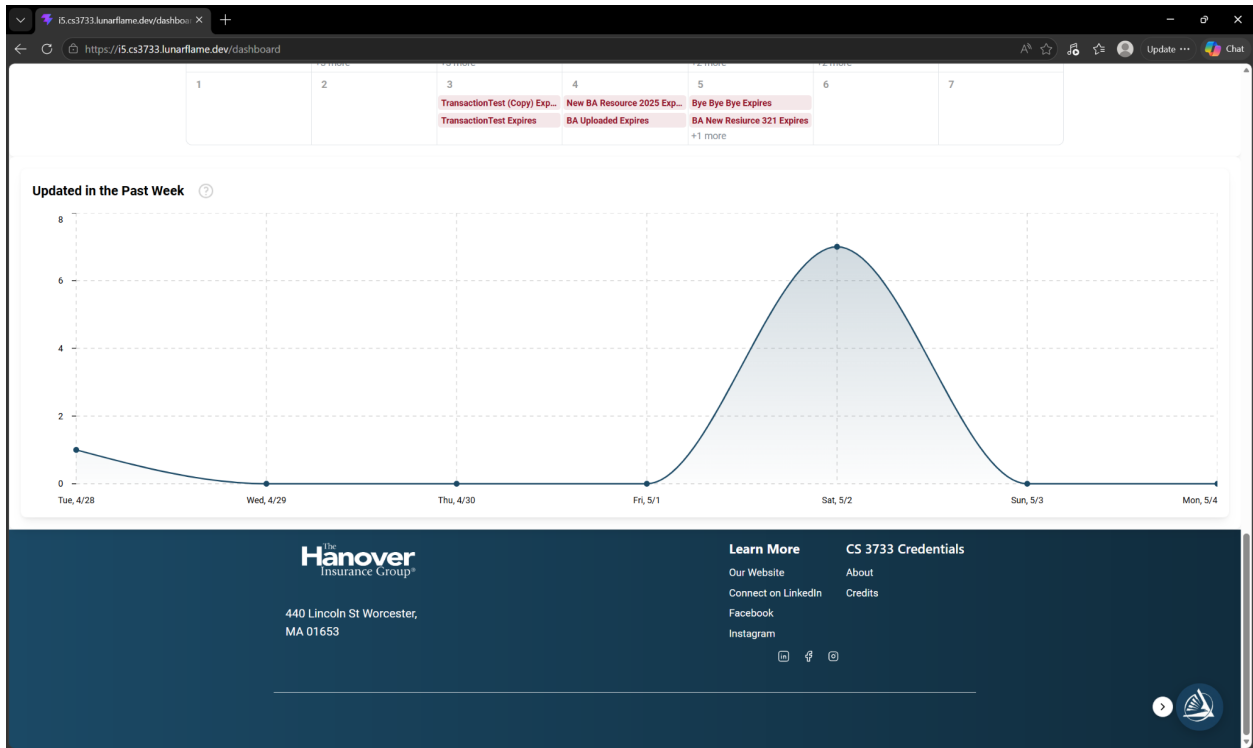 i5.cs3733.lunarflame.dev/dashboa
https://i5.cs3733.lunarflame.dev/dashboard
Update
Chat
+2 more
1 2 3 4 5 6 7
TransactionTest (Copy) Exp... New BA Resource 2025 Exp... Bye Bye Bye Expires
TransactionTest Expires BA Uploaded Expires BA New Resiurce 321 Expires
+1 more
Updated in the Past Week ?
8
6
4
2
0
Tue, 4/28 Wed, 4/29 Thu, 4/30 Fri, 5/1 Sat, 5/2 Sun, 5/3 Mon, 5/4
The
Hanover
Insurance Group®
440 Lincoln St Worcester,
MA 01653
Learn More CS 3733 Credentials
Our Website About
Connect on LinkedIn Credits
Facebook
Instagram